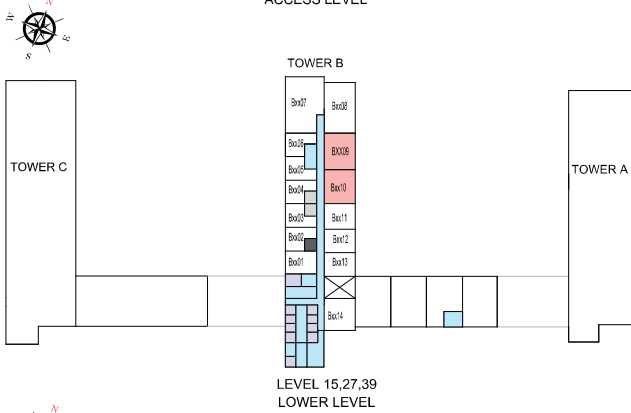 ACCESS LEVEL
N
W
E
S
TOWER B
Bxx07
Bxx08
Bxx06
BXX09
TOWER C
Bxx05
TOWER A
Bxx04
Bxx10
Bxx03
Bxx11
Bxx02
Bxx12
Bxx01
Bxx13
Bxx14
LEVEL 15,27,39
LOWER LEVEL
N